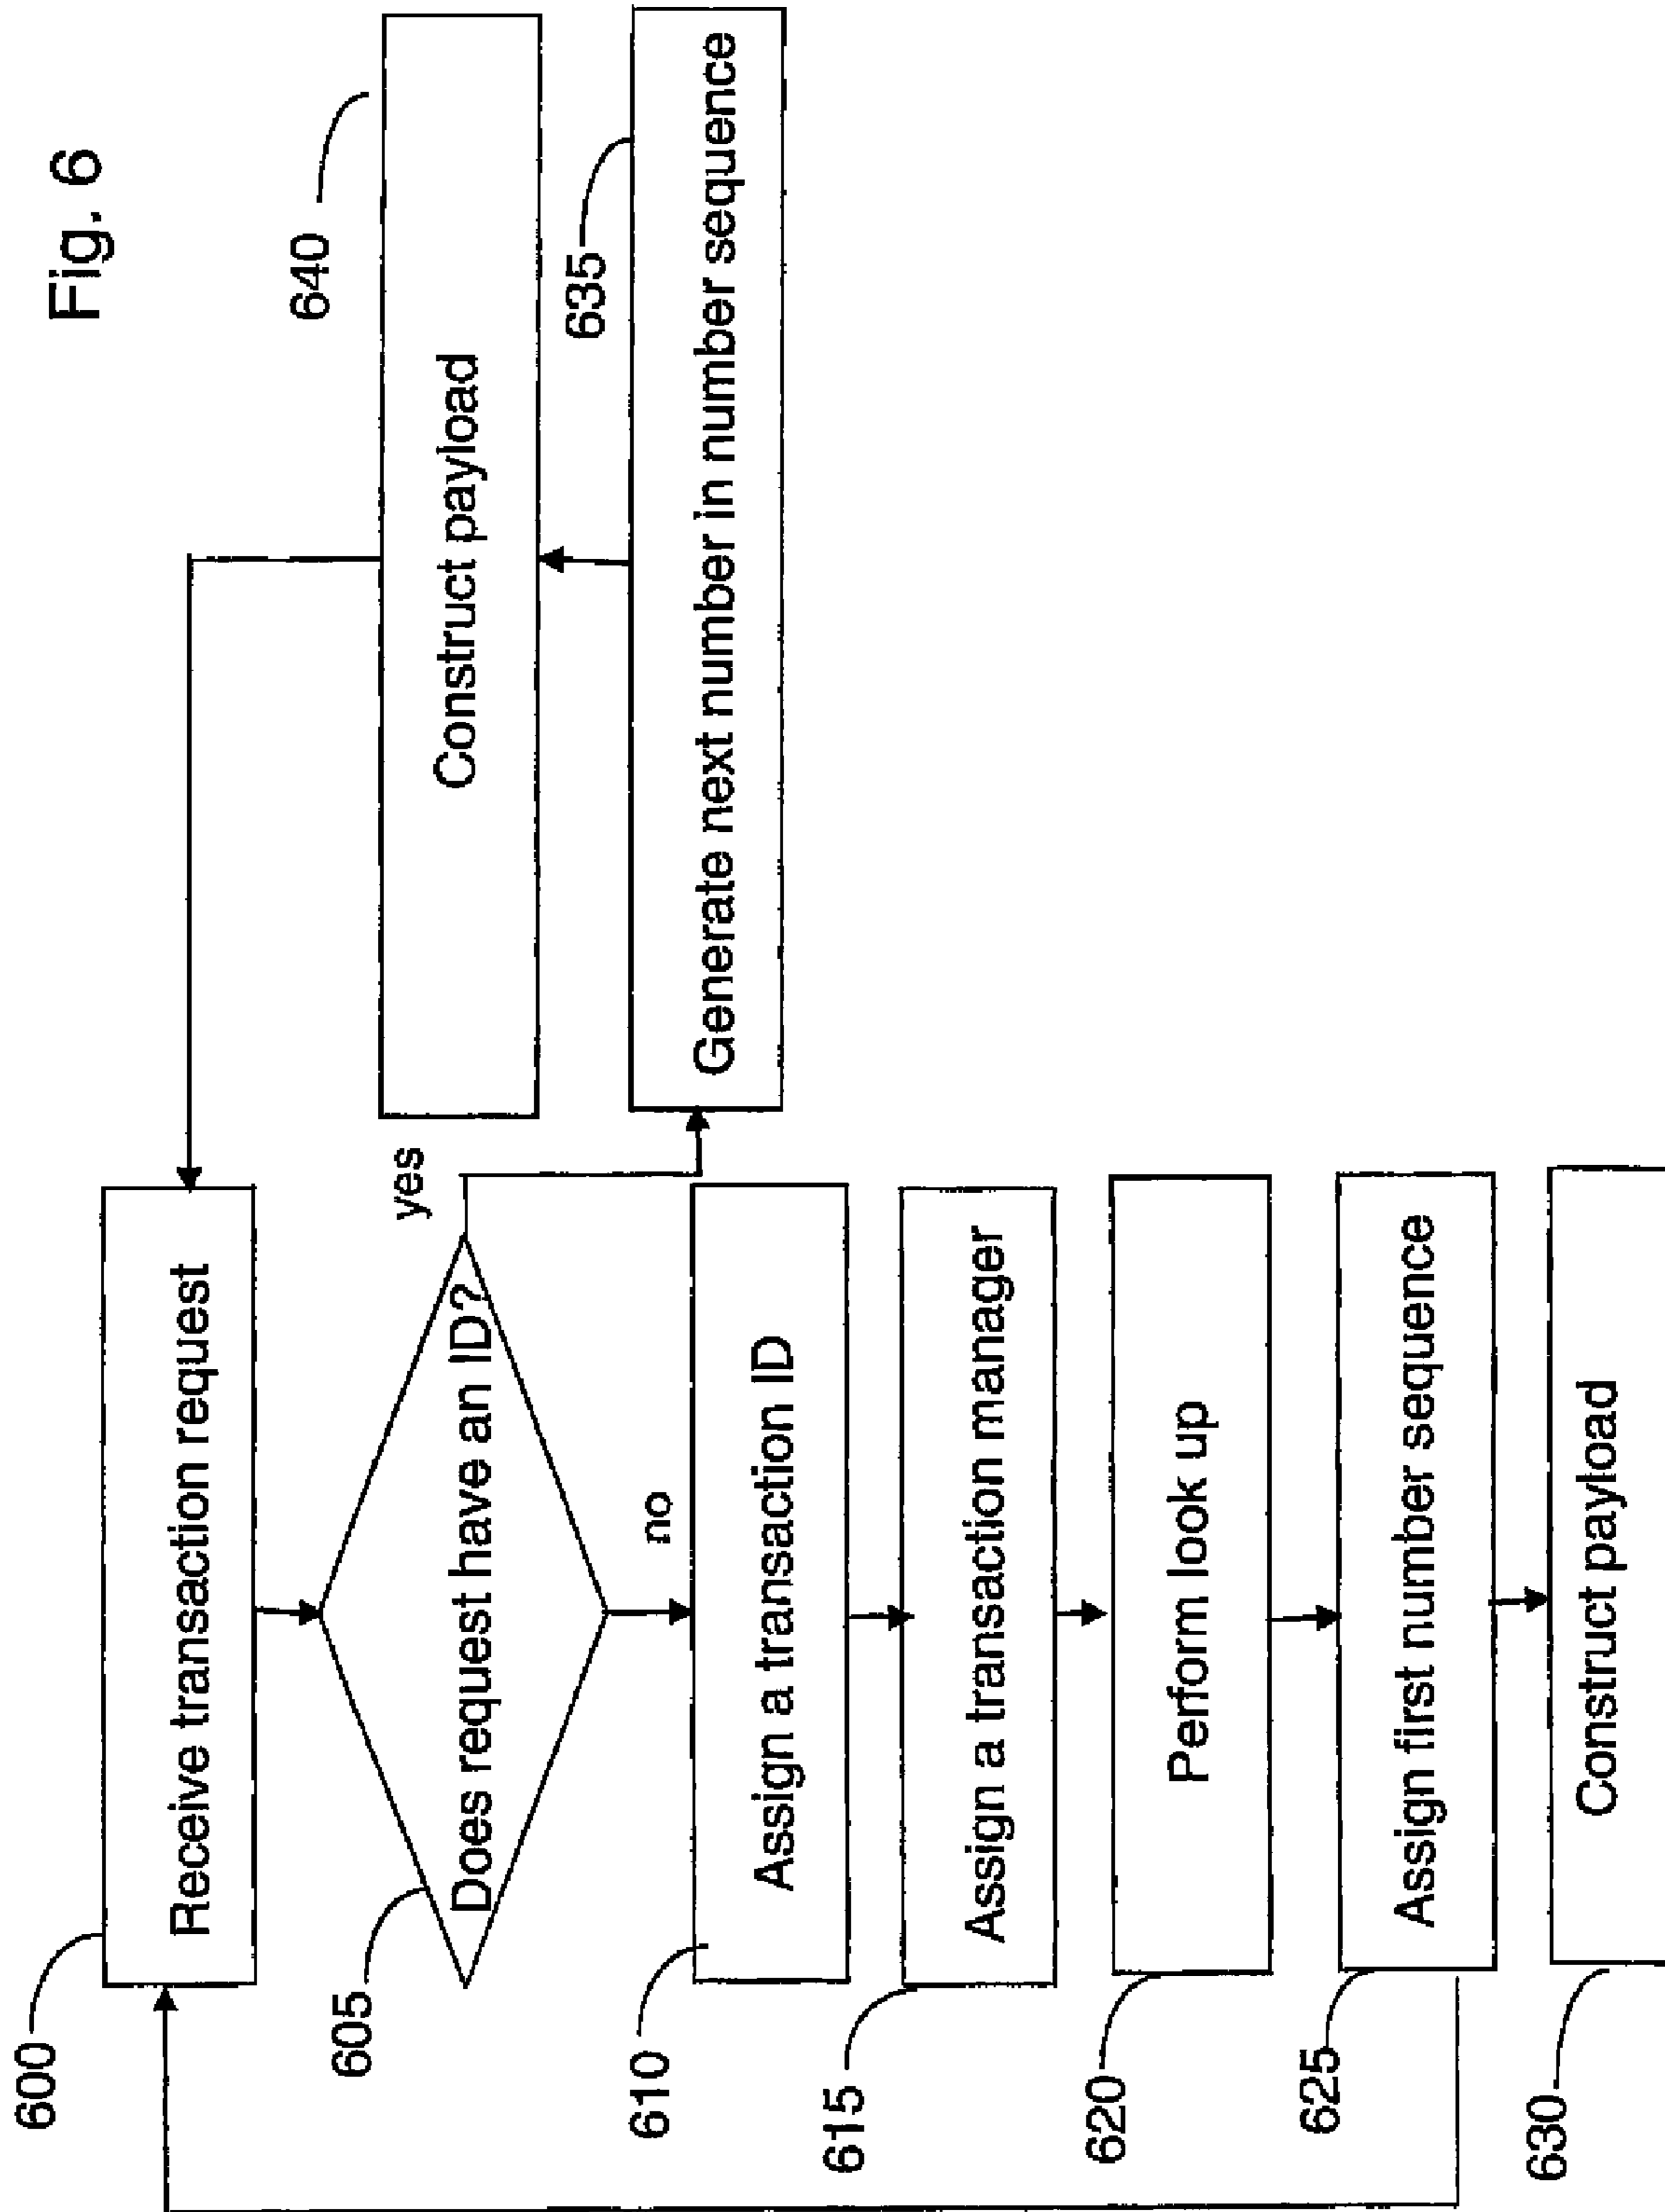 Fig. 6
600
Receive transaction request
605
Does request have an ID?
yes
no
610
Assign a transaction ID
615
Assign a transaction manager
620
Perform look up
625
Assign first number sequence
630
Construct payload
635
Generate next number in number sequence
640
Construct payload